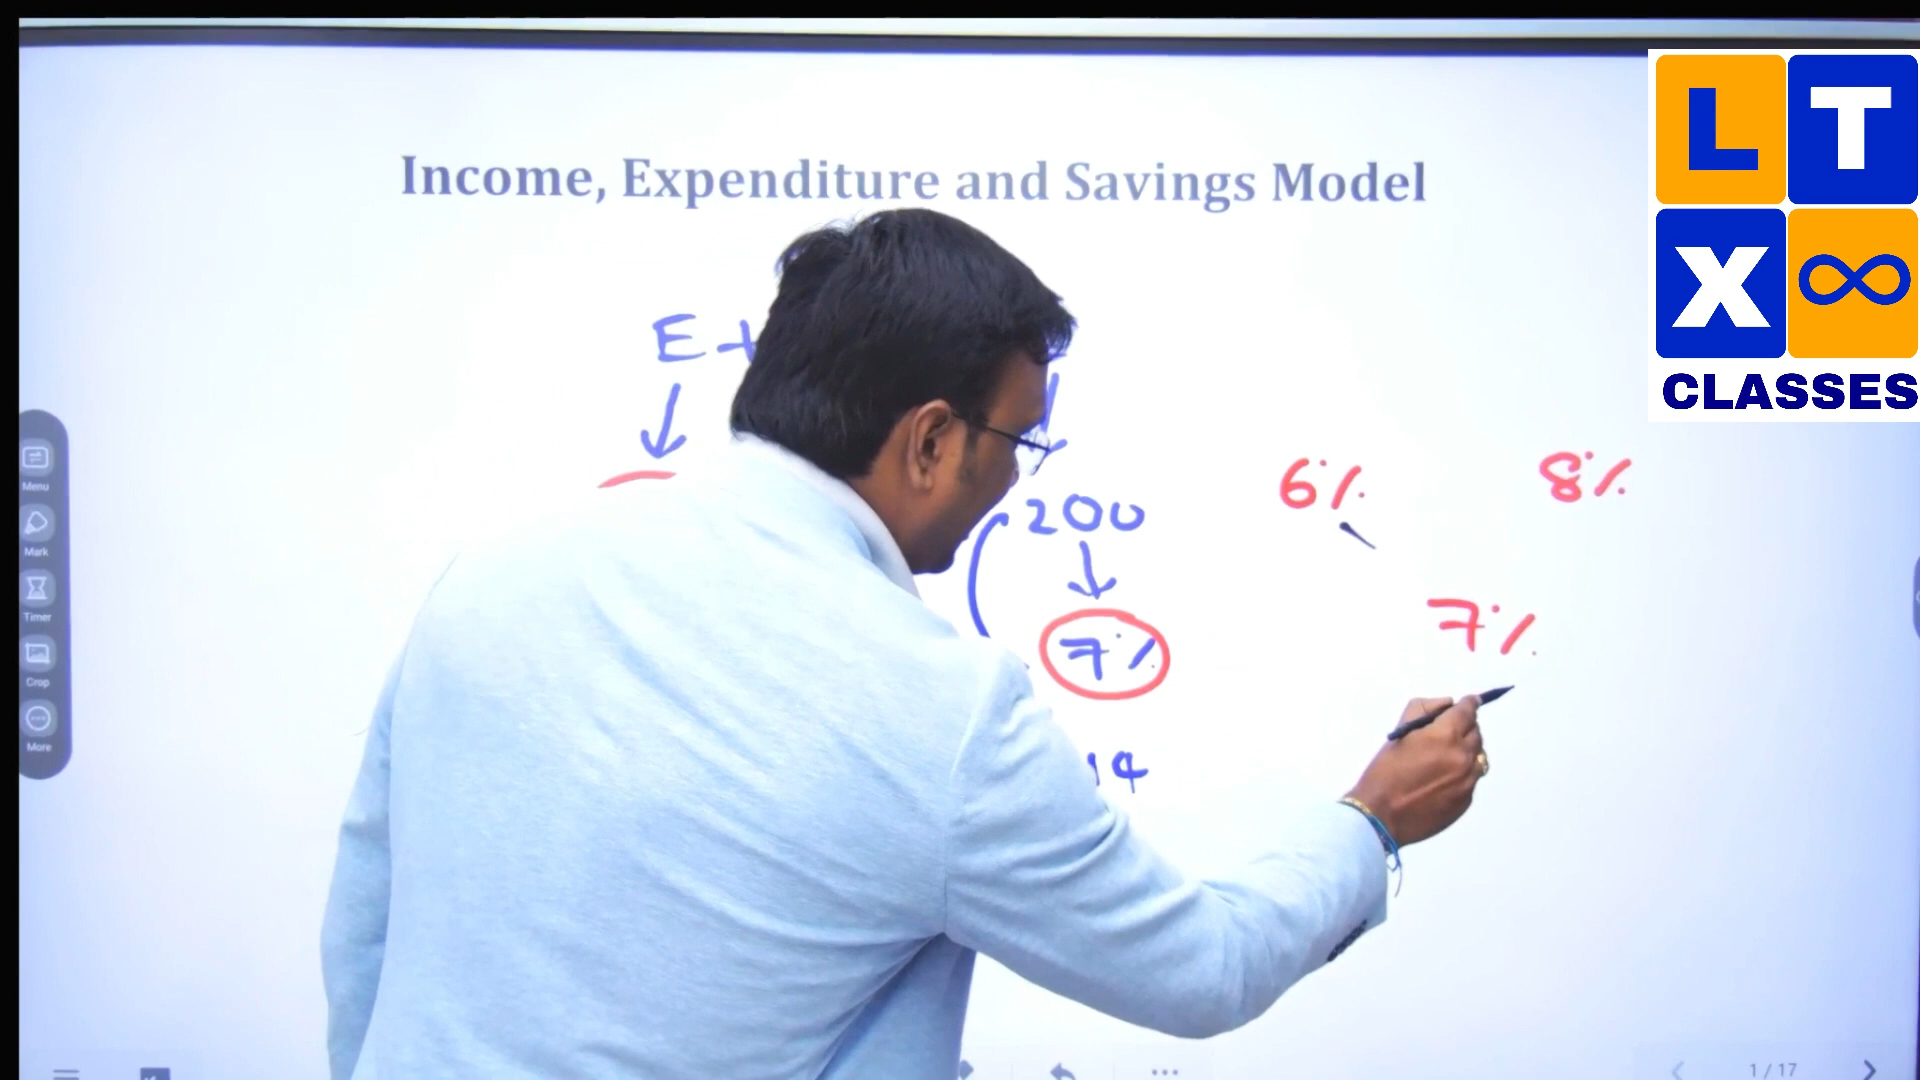 L T
X ∞
CLASSES
Income, Expenditure and Savings Model
E +
200
6% 8%
7% 7%
14
Menu
Mark
Timer
Crop
More
1 / 17